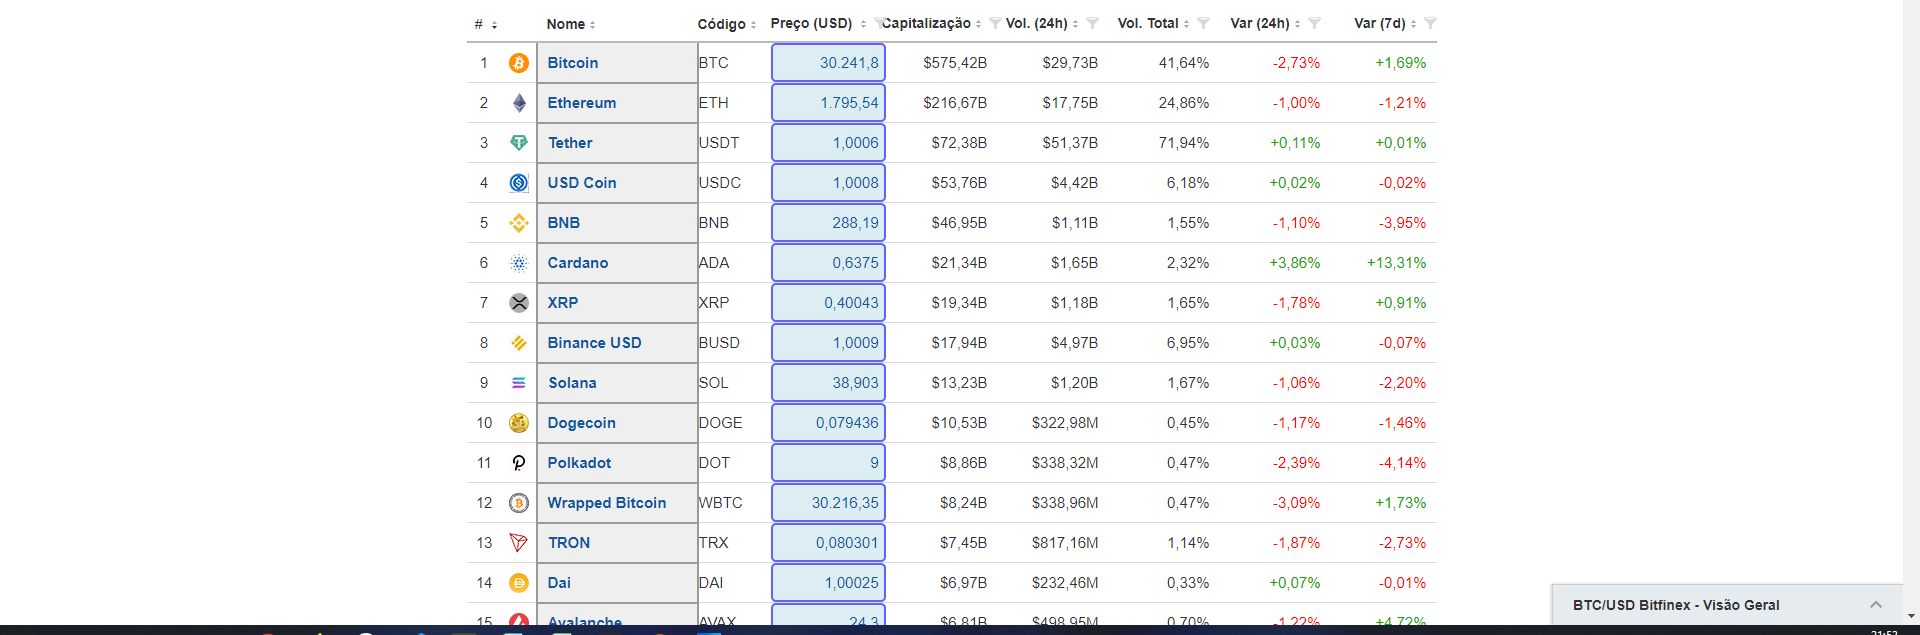 # Nome Código Preço (USD) Capitalização Vol. (24h) Vol. Total Var (24h) Var (7d)
1 Bitcoin BTC 30.241,8 $575,42B $29,73B 41,64% -2,73% +1,69%
2 Ethereum ETH 1.795,54 $216,67B $17,75B 24,86% -1,00% -1,21%
3 Tether USDT 1,0006 $72,38B $51,37B 71,94% +0,11% +0,01%
4 USD Coin USDC 1,0008 $53,76B $4,42B 6,18% +0,02% -0,02%
5 BNB BNB 288,19 $46,95B $1,11B 1,55% -1,10% -3,95%
6 Cardano ADA 0,6375 $21,34B $1,65B 2,32% +3,86% +13,31%
7 XRP XRP 0,40043 $19,34B $1,18B 1,65% -1,78% +0,91%
8 Binance USD BUSD 1,0009 $17,94B $4,97B 6,95% +0,03% -0,07%
9 Solana SOL 38,903 $13,23B $1,20B 1,67% -1,06% -2,20%
10 Dogecoin DOGE 0,079436 $10,53B $322,98M 0,45% -1,17% -1,46%
11 Polkadot DOT 9 $8,86B $338,32M 0,47% -2,39% -4,14%
12 Wrapped Bitcoin WBTC 30.216,35 $8,24B $338,96M 0,47% -3,09% +1,73%
13 TRON TRX 0,080301 $7,45B $817,16M 1,14% -1,87% -2,73%
14 Dai DAI 1,00025 $6,97B $232,46M 0,33% +0,07% -0,01%
15 Avalanche AVAX 24,3 $6,81B $498,95M 0,70% -1,22% +4,72%
BTC/USD Bitfinex - Visão Geral